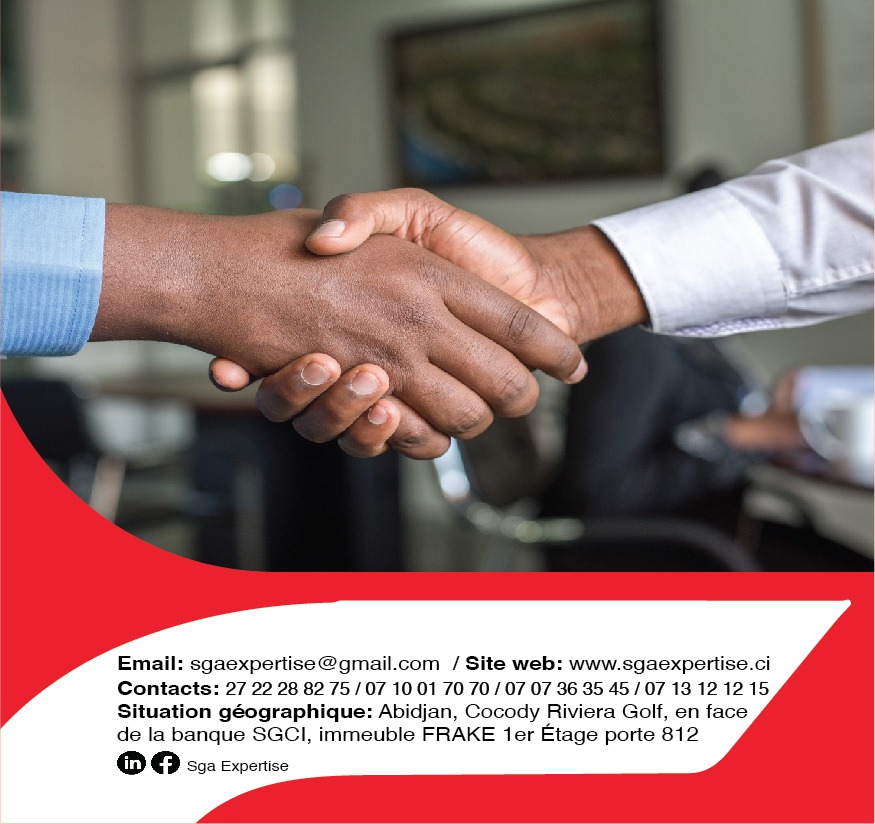 Email: sgaexpertise@gmail.com / Site web: www.sgaexpertise.ci
Contacts: 27 22 28 82 75 / 07 10 01 70 70 / 07 07 36 35 45 / 07 13 12 12 15
Situation géographique: Abidjan, Cocody Riviera Golf, en face
de la banque SGCI, immeuble FRAKE 1er Étage porte 812
in f Sga Expertise